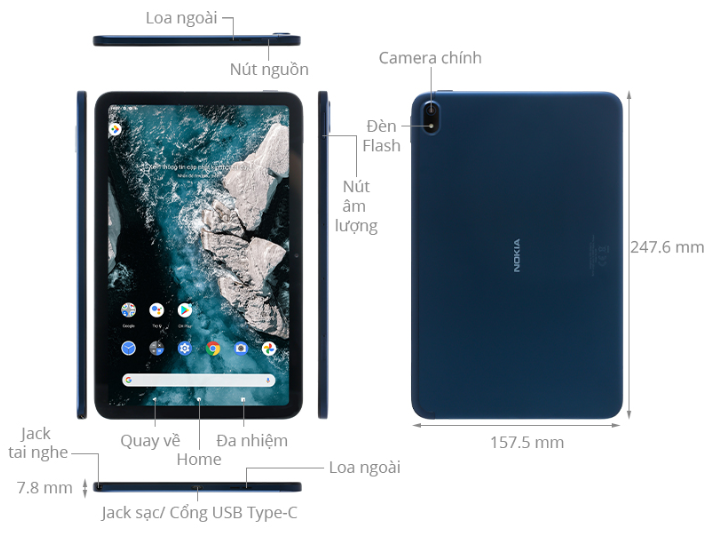 Loa ngoài
Nút nguồn
Camera chính
Đèn
Flash
Nút
âm
lượng
Google
NOKIA
247.6 mm
157.5 mm
Jack
tai nghe
Quay về
Home
Đa nhiệm
Loa ngoài
7.8 mm
Jack sạc/ Cổng USB Type-C